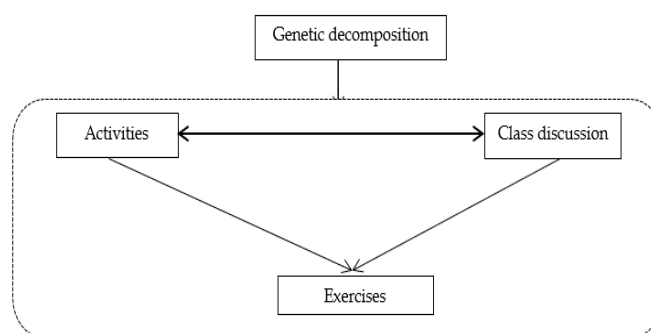 Genetic decomposition
Activities
Class discussion
Exercises